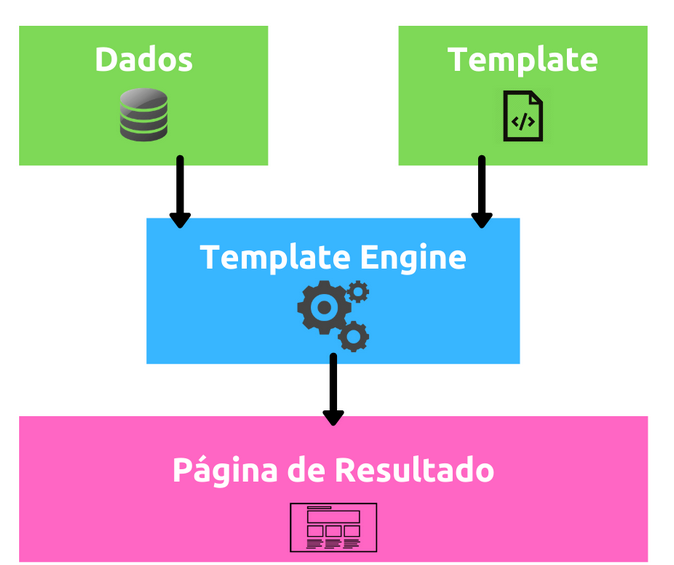 Dados
Template
</>
Template Engine
Página de Resultado